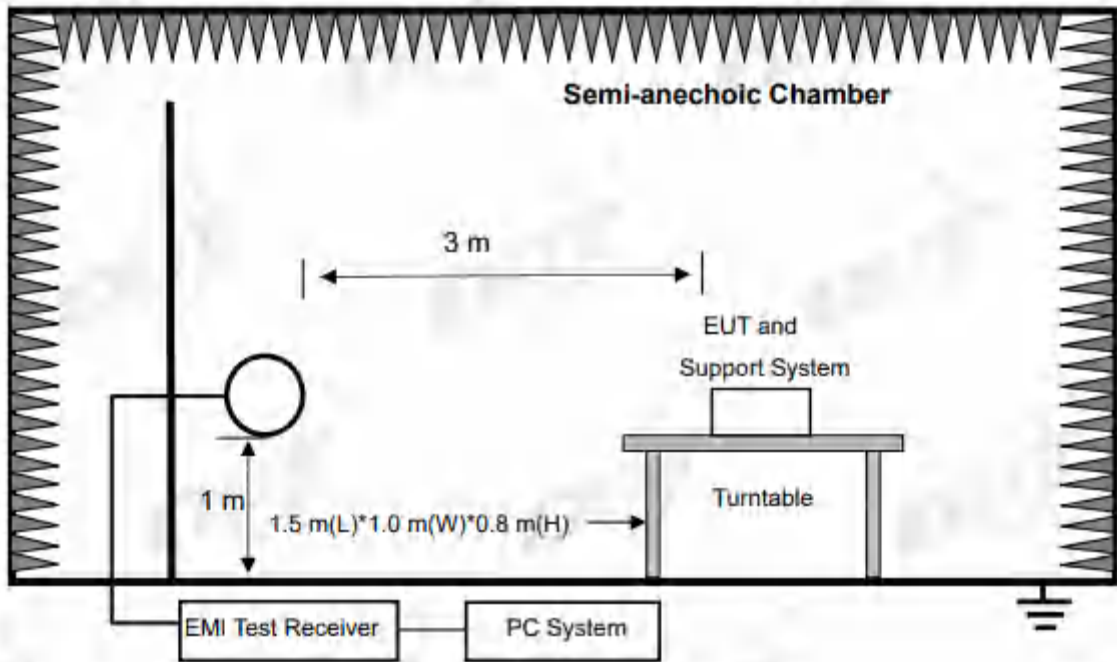 Semi-anechoic Chamber
3 m
EUT and
Support System
1 m
1.5 m(L)*1.0 m(W)*0.8 m(H)
Turntable
EMI Test Receiver
PC System